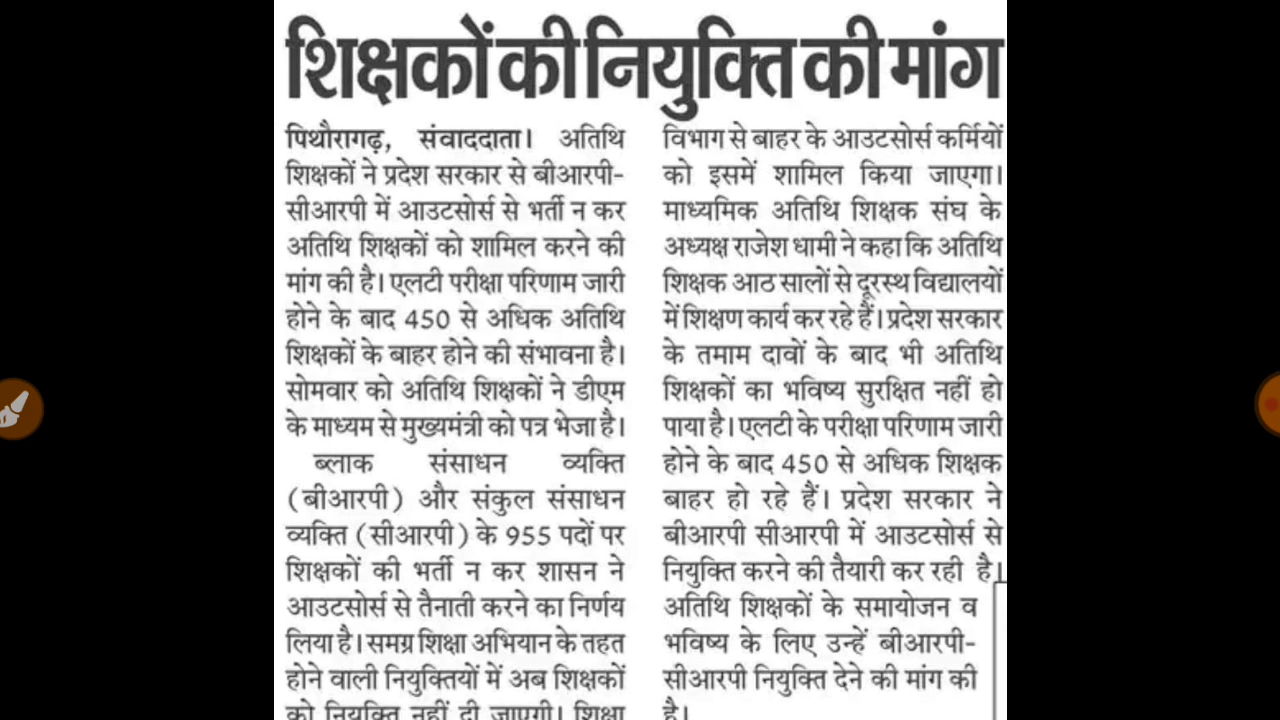 शिक्षकों की नियुक्ति की मांग
पिथौरागढ़, संवाददाता। अतिथि
शिक्षकों ने प्रदेश सरकार से बीआरपी-
सीआरपी में आउटसोर्स से भर्ती न कर
अतिथि शिक्षकों को शामिल करने की
मांग की है। एलटी परीक्षा परिणाम जारी
होने के बाद 450 से अधिक अतिथि
शिक्षकों के बाहर होने की संभावना है।
सोमवार को अतिथि शिक्षकों ने डीएम
के माध्यम से मुख्यमंत्री को पत्र भेजा है।
ब्लाक संसाधन व्यक्ति
(बीआरपी) और संकुल संसाधन
व्यक्ति (सीआरपी) के 955 पदों पर
शिक्षकों की भर्ती न कर शासन ने
आउटसोर्स से तैनाती करने का निर्णय
लिया है। समग्र शिक्षा अभियान के तहत
होने वाली नियुक्तियों में अब शिक्षकों
को नियुक्ति नहीं दी जाएगी। शिक्षा
विभाग से बाहर के आउटसोर्स कर्मियों
को इसमें शामिल किया जाएगा।
माध्यमिक अतिथि शिक्षक संघ के
अध्यक्ष राजेश धामी ने कहा कि अतिथि
शिक्षक आठ सालों से दूरस्थ विद्यालयों
में शिक्षण कार्य कर रहे हैं। प्रदेश सरकार
के तमाम दावों के बाद भी अतिथि
शिक्षकों का भविष्य सुरक्षित नहीं हो
पाया है। एलटी के परीक्षा परिणाम जारी
होने के बाद 450 से अधिक शिक्षक
बाहर हो रहे हैं। प्रदेश सरकार ने
बीआरपी सीआरपी में आउटसोर्स से
नियुक्ति करने की तैयारी कर रही है।
अतिथि शिक्षकों के समायोजन व
भविष्य के लिए उन्हें बीआरपी-
सीआरपी नियुक्ति देने की मांग की
है।